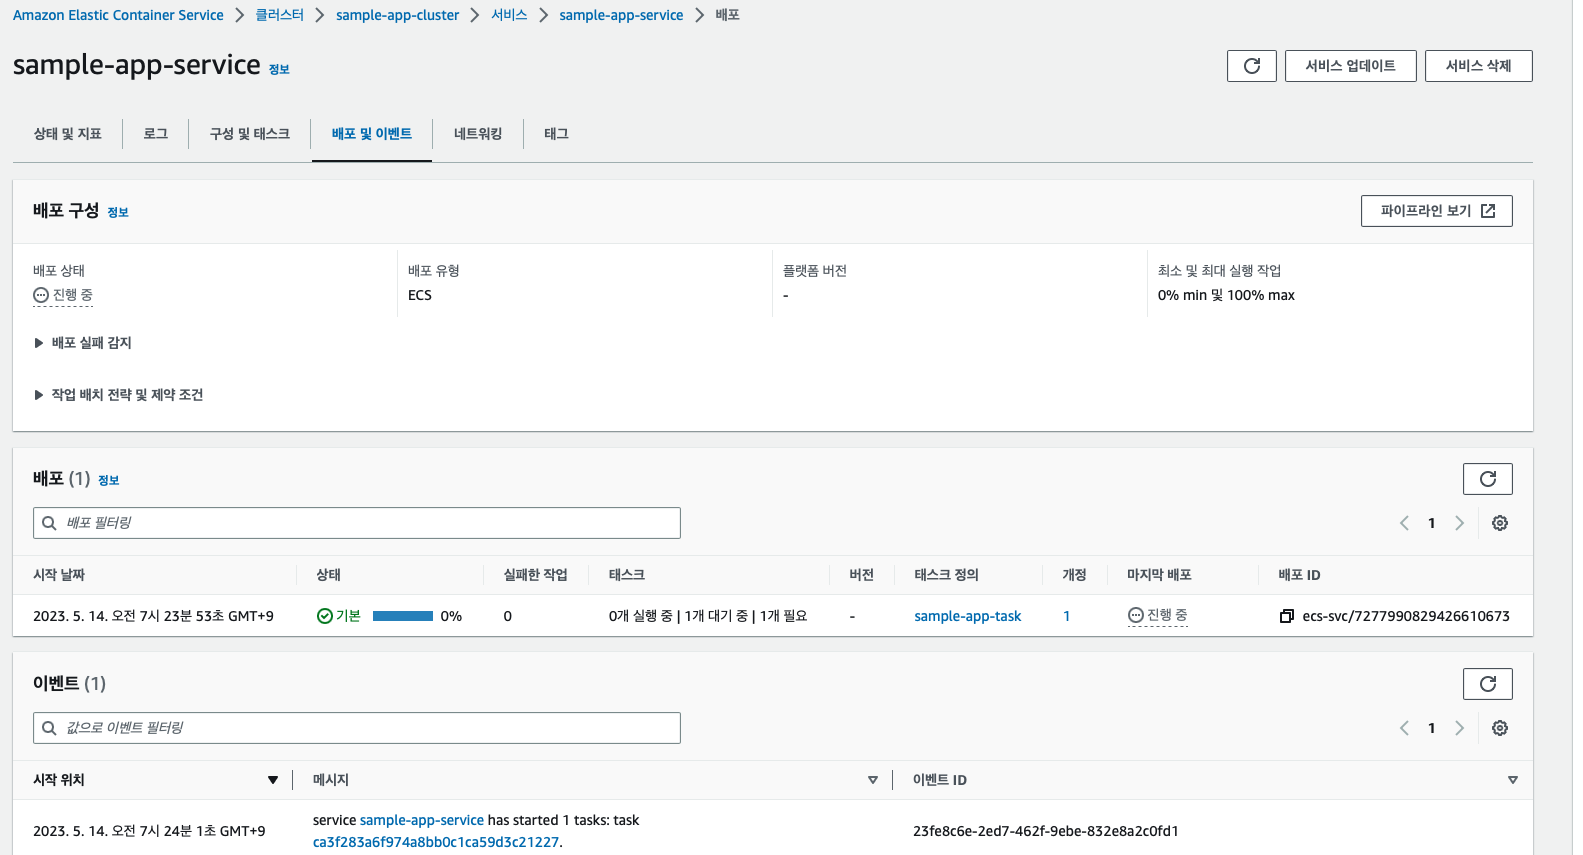 Amazon Elastic Container Service > 클러스터 > sample-app-cluster > 서비스 > sample-app-service > 배포
sample-app-service 정보
서비스 업데이트
서비스 삭제
상태 및 지표
로그
구성 및 태스크
배포 및 이벤트
네트워킹
태그
배포 구성 정보
파이프라인 보기
배포 상태
진행 중
배포 유형
ECS
플랫폼 버전
-
최소 및 최대 실행 작업
0% min 및 100% max
배포 실패 감지
작업 배치 전략 및 제약 조건
배포 (1) 정보
배포 필터링
1
시작 날짜 상태 실패한 작업 태스크 버전 태스크 정의 개정 마지막 배포 배포 ID
2023. 5. 14. 오전 7시 23분 53초 GMT+9 기본 0% 0 0개 실행 중 | 1개 대기 중 | 1개 필요 - sample-app-task 1 진행 중 ecs-svc/7277990829426610673
이벤트 (1)
값으로 이벤트 필터링
1
시작 위치 메시지 이벤트 ID
2023. 5. 14. 오전 7시 24분 1초 GMT+9
service sample-app-service has started 1 tasks: task
ca3f283a6f974a8bb0c1ca59d3c21227.
23fe8c6e-2ed7-462f-9ebe-832e8a2c0fd1